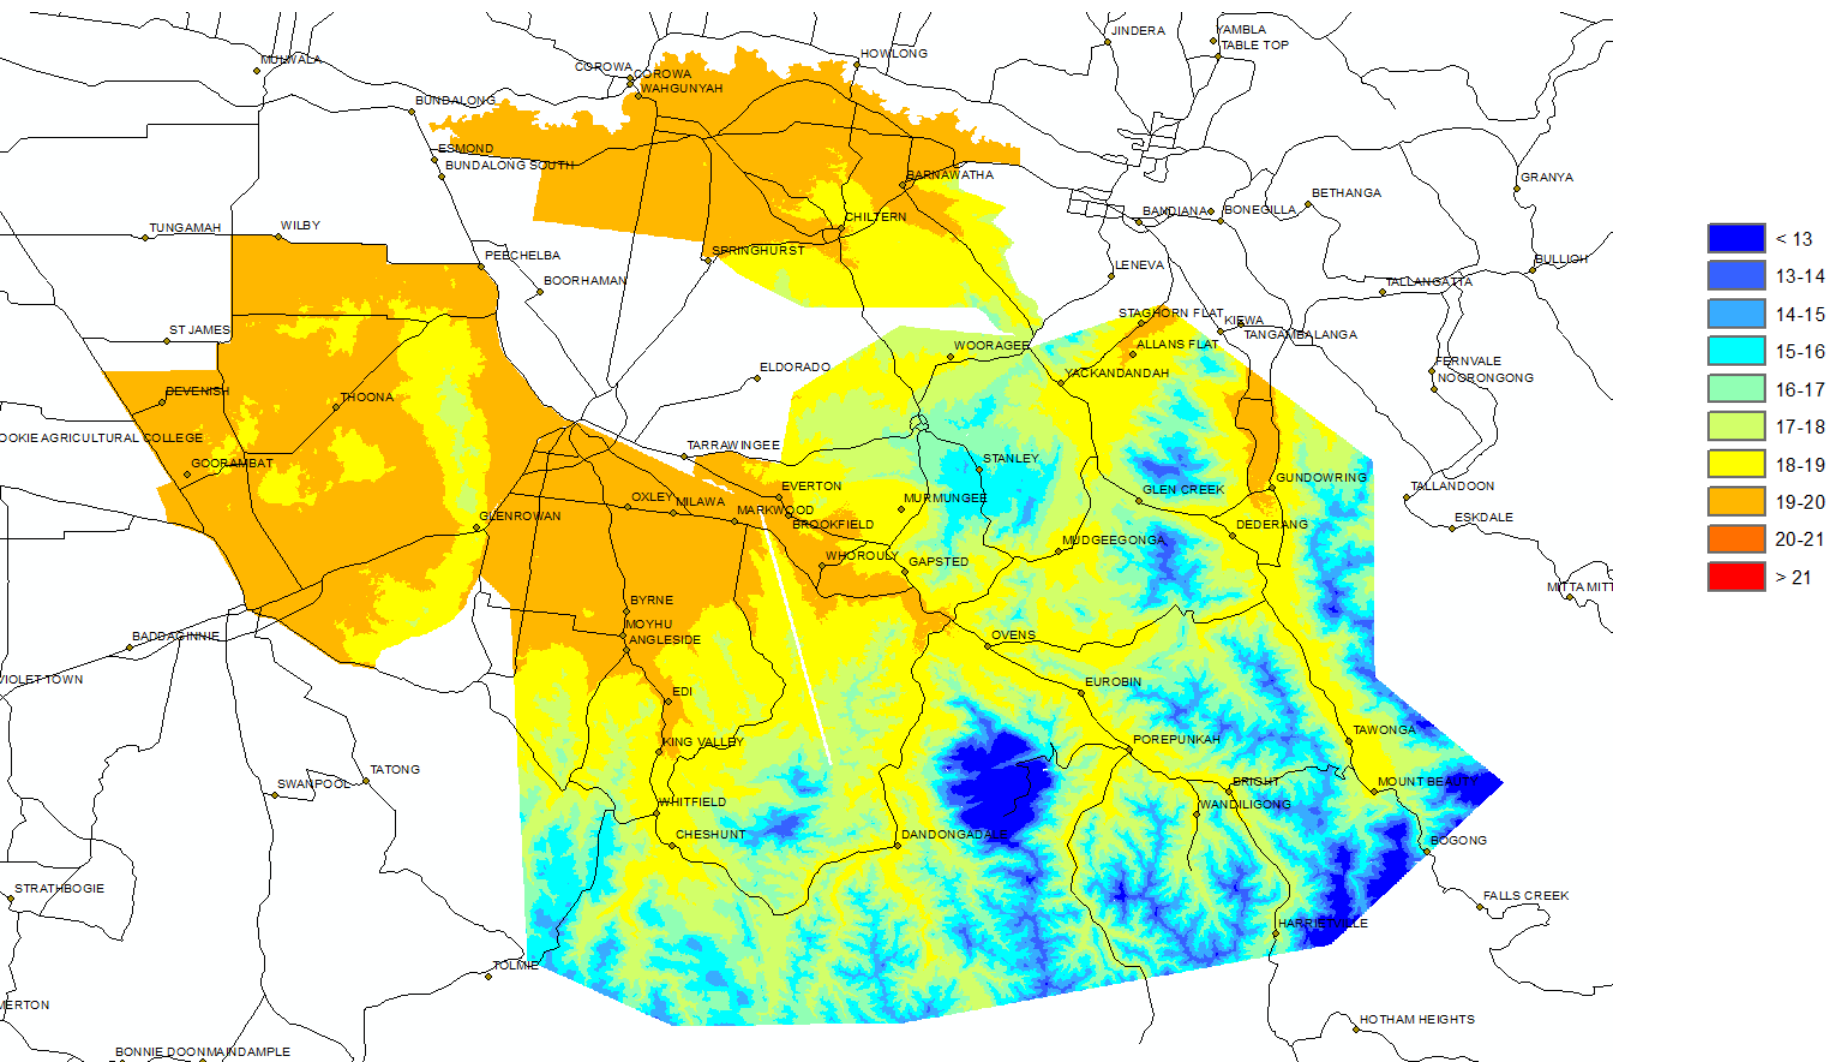 JINDERA
YAMBLA
TABLE TOP
HOWLONG
MULWALA
COROWA
COROWA
WAHGUNYAH
BUNDALONG
ESMOND
BUNDALONG SOUTH
BARNAWATHA
GRANYA
BETHANGA
BANDIANA
BONEGILLA
CHILTERN
TUNGAMAH
WILBY
< 13
SPRINGHURST
PEECHELBA
BULLIOH
LENEVA
13-14
BOORHAMAN
TALLANGATTA
STAGHORN FLAT
14-15
KIEWA
ST JAMES
TANGAMBALANGA
WOORAGEE
ALLANS FLAT
15-16
FERNVALE
ELDORADO
YACKANDANDAH
NOORONGONG
16-17
DEVENISH
THOONA
17-18
OOKIE AGRICULTURAL COLLEGE
TARRAWINGEE
GOORAMBAT
STANLEY
18-19
GUNDOWRING
EVERTON
TALLANDOON
GLEN CREEK
OXLEY
MILAWA
MURMUNGEE
19-20
MARKWOOD
GLENROWAN
BROOKFIELD
DEDERANG
ESKDALE
MUDGEEGONGA
20-21
WHOROULY
GAPSTED
> 21
MITTA MITT
BYRNE
MOYHU
BADDAGINNIE
ANGLESIDE
OVENS
VIOLET TOWN
EUROBIN
EDI
TAWONGA
KING VALLEY
POREPUNKAH
TATONG
SWANPOOL
BRIGHT
MOUNT BEAUTY
WHITFIELD
WANDILIGONG
CHESHUNT
DANDONGADALE
BOGONG
STRATHBOGIE
FALLS CREEK
HARRIETVILLE
TOLMIE
VERTON
HOTHAM HEIGHTS
BONNIE DOON
MAINDAMPLE